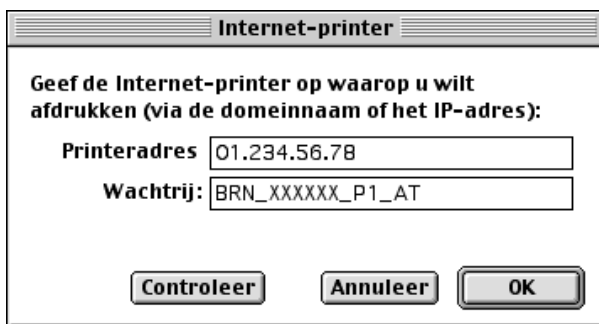 Internet-printer
Geef de Internet-printer op waarop u wilt
afdrukken (via de domeinnaam of het IP-adres):
Printeradres 01.234.56.78
Wachtrij: BRN_XXXXXX_P1_AT
Controleer Annuleer OK